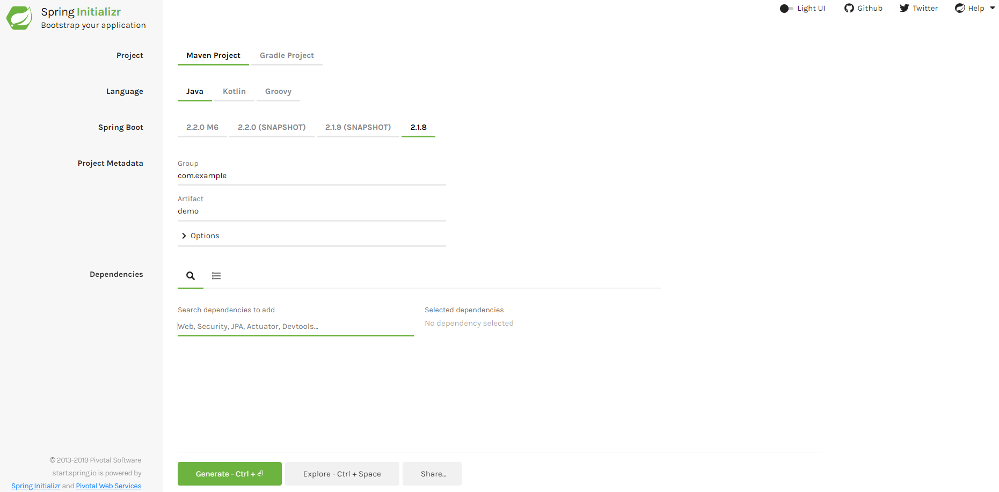 Spring Initializr
Bootstrap your application
Light UI
Github
Twitter
Help
Project
Maven Project
Gradle Project
Language
Java
Kotlin
Groovy
Spring Boot
2.2.0 M6
2.2.0 (SNAPSHOT)
2.1.9 (SNAPSHOT)
2.1.8
Project Metadata
Group
com.example
Artifact
demo
Options
Dependencies
Search dependencies to add
Web, Security, JPA, Actuator, Devtools...
Selected dependencies
No dependency selected
© 2013-2019 Pivotal Software
start.spring.io is powered by
Spring Initializr and Pivotal Web Services
Generate - Ctrl + ⏎
Explore - Ctrl + Space
Share...